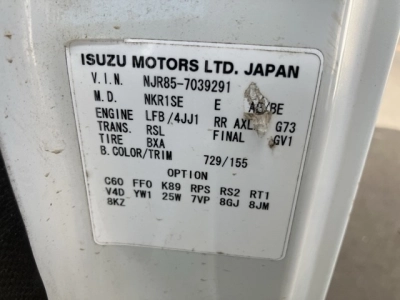 ISUZU MOTORS LTD. JAPAN
V.I.N. NJR85-7039291
M.D. NKR1SE E /BE
ENGINE LFB/4JJ1 RR AXL G73
TRANS. RSL FINAL GV1
TIRE BXA
B.COLOR/TRIM 729/155
OPTION
C60 FF0 K89 RPS RS2 RT1
V4D YW1 25W 7VP 8GJ 8JM
8KZ